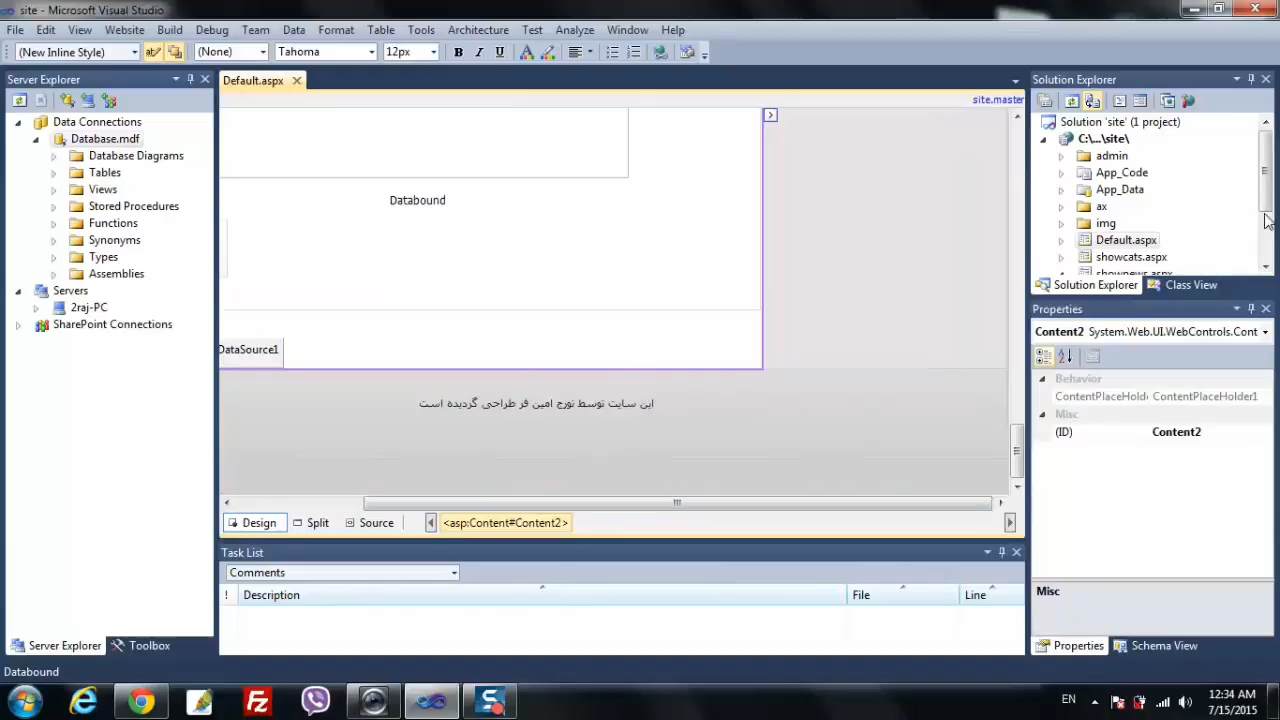 site - Microsoft Visual Studio
File Edit View Website Build Debug Team Data Format Table Tools Architecture Test Analyze Window Help
(New Inline Style) (None) Tahoma 12px B I U A
Server Explorer
Data Connections
Database.mdf
Database Diagrams
Tables
Views
Stored Procedures
Functions
Synonyms
Types
Assemblies
Servers
2raj-PC
SharePoint Connections
Server Explorer Toolbox
Default.aspx
site.master
Databound
DataSource1
این سایت توسط تورج امین فر طراحی گردیده است
Design Split Source <asp:Content#Content2>
Task List
Comments
! Description File Line
Solution Explorer
Solution 'site' (1 project)
C:\...\site\
admin
App_Code
App_Data
ax
img
Default.aspx
showcats.aspx
shownews.aspx
Solution Explorer Class View
Properties
Content2 System.Web.UI.WebControls.Cont
Behavior
ContentPlaceHold ContentPlaceHolder1
Misc
(ID) Content2
Misc
Properties Schema View
Databound
EN 12:34 AM
7/15/2015